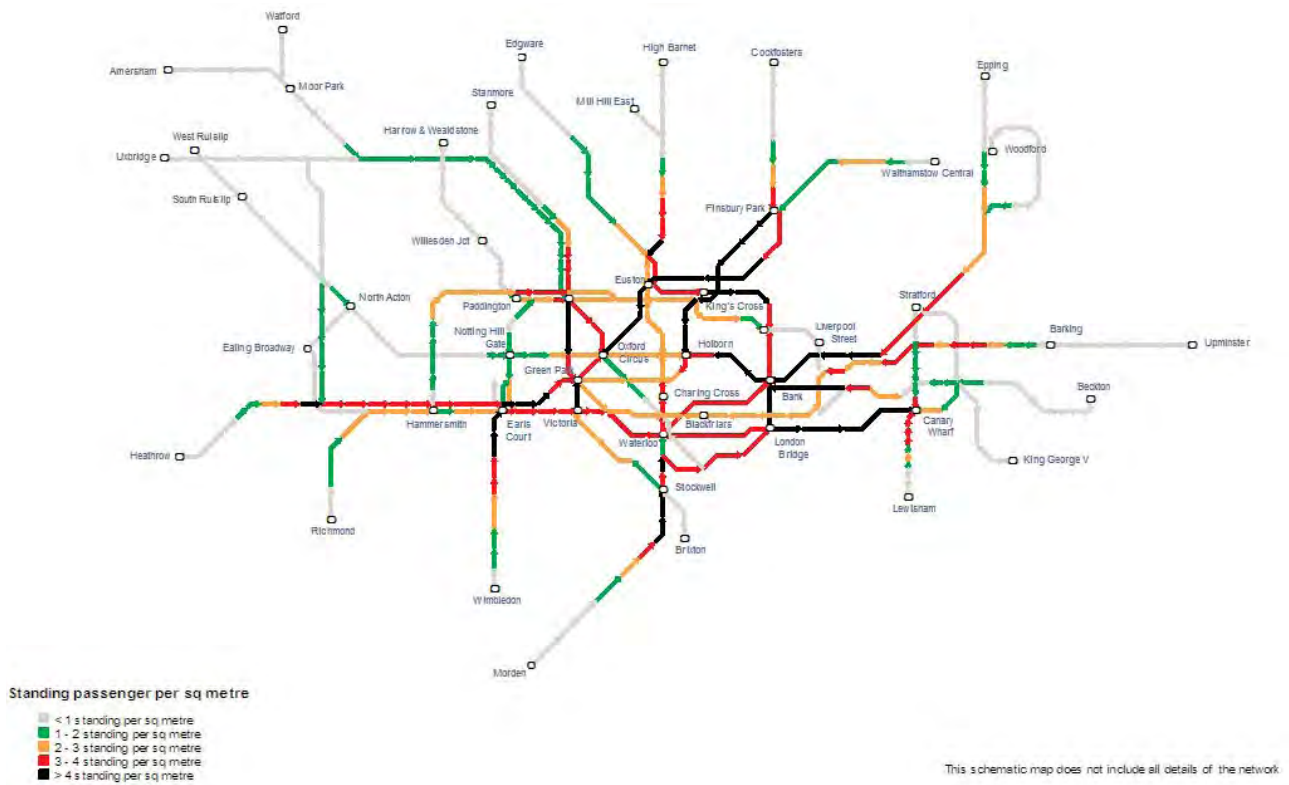 Watford
Edgware
High Barnet
Cockfosters
Epping
Amersham
Moor Park
Stanmore
Mill Hill East
West Ruislip
Harrow & Wealdstone
Woodford
Uxbridge
Walthamstow Central
South Ruislip
Finsbury Park
Willesden Jct
Euston
Stratford
North Acton
Paddington
King's Cross
Liverpool
Street
Barking
Notting Hill
Gate
Oxford
Circus
Holborn
Upminster
Ealing Broadway
Green Park
Charing Cross
Bank
Beckton
Hammersmith
Earls
Court
Victoria
Blackfriars
Canary
Wharf
Waterloo
London
Bridge
Heathrow
King George V
Stockwell
Lewisham
Richmond
Brixton
Wimbledon
Morden
Standing passenger per sq metre
< 1 standing per sq metre
1 - 2 standing per sq metre
2 - 3 standing per sq metre
3 - 4 standing per sq metre
> 4 standing per sq metre
This schematic map does not include all details of the network